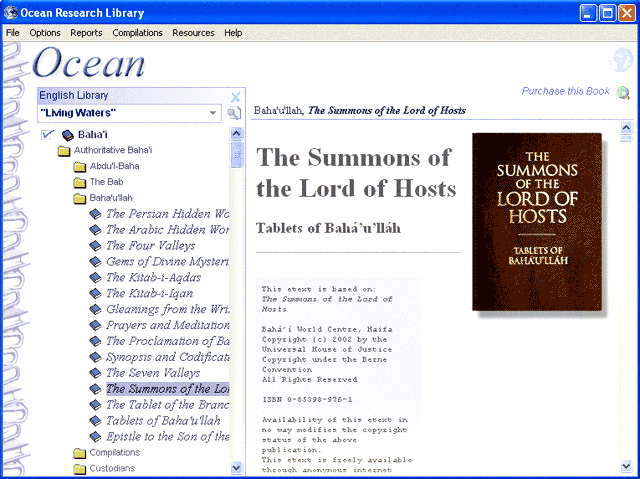 Ocean Research Library
File Options Reports Compilations Resources Help
Ocean
English Library
"Living Waters"
Baha'i
Authoritative Baha'i
Abdu'l-Baha
The Bab
Baha'u'llah
The Persian Hidden Wo
The Arabic Hidden Wor
The Four Valleys
Gems of Divine Mysteri
The Kitab-i-Aqdas
The Kitab-i-Iqan
Gleanings from the Wri
Prayers and Meditation
The Proclamation of Ba
Synopsis and Codificat
The Seven Valleys
The Summons of the Lor
The Tablet of the Branc
Tablets of Baha'u'llah
Epistle to the Son of the
Compilations
Custodians
Purchase this Book
Baha'u'llah, The Summons of the Lord of Hosts
The Summons of
the Lord of Hosts
Tablets of Bahá'u'lláh
This etext is based on:
The Summons of the Lord of
Hosts
Bahá'í World Centre, Haifa
Copyright (c) 2002 by the
Universal House of Justice
Copyright under the Berne
Convention
All Rights Reserved
ISBN 0-85398-976-1
Availability of this etext in
no way modifies the copyright
status of the above
publication.
This etext is freely available
through anonymous internet
THE
SUMMONS
OF THE
LORD OF
HOSTS
TABLETS OF
BAHÁ'U'LLÁH